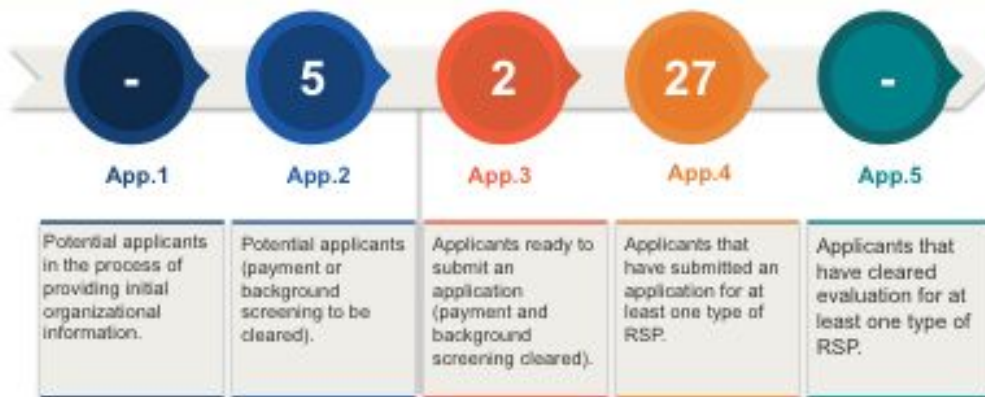 -
5
2
27
-
App.1
App.2
App.3
App.4
App.5
Potential applicants
in the process of
providing initial
organizational
information.
Potential applicants
(payment or
background
screening to be
cleared).
Applicants ready to
submit an
application
(payment and
background
screening cleared).
Applicants that
have submitted an
application for at
least one type of
RSP.
Applicants that
have cleared
evaluation for at
least one type of
RSP.